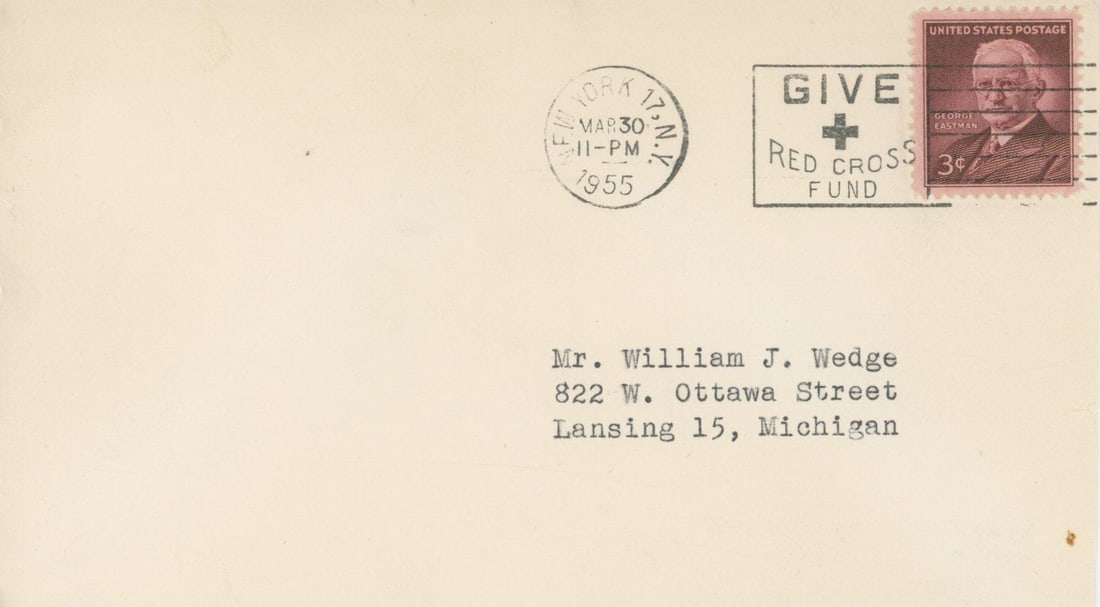 UNITED STATES POSTAGE
GEORGE
EASTMAN
3¢
NEW YORK 17, N.Y.
MAR 30
11-PM
1955
GIVE
RED CROSS
FUND
Mr. William J. Wedge
822 W. Ottawa Street
Lansing 15, Michigan